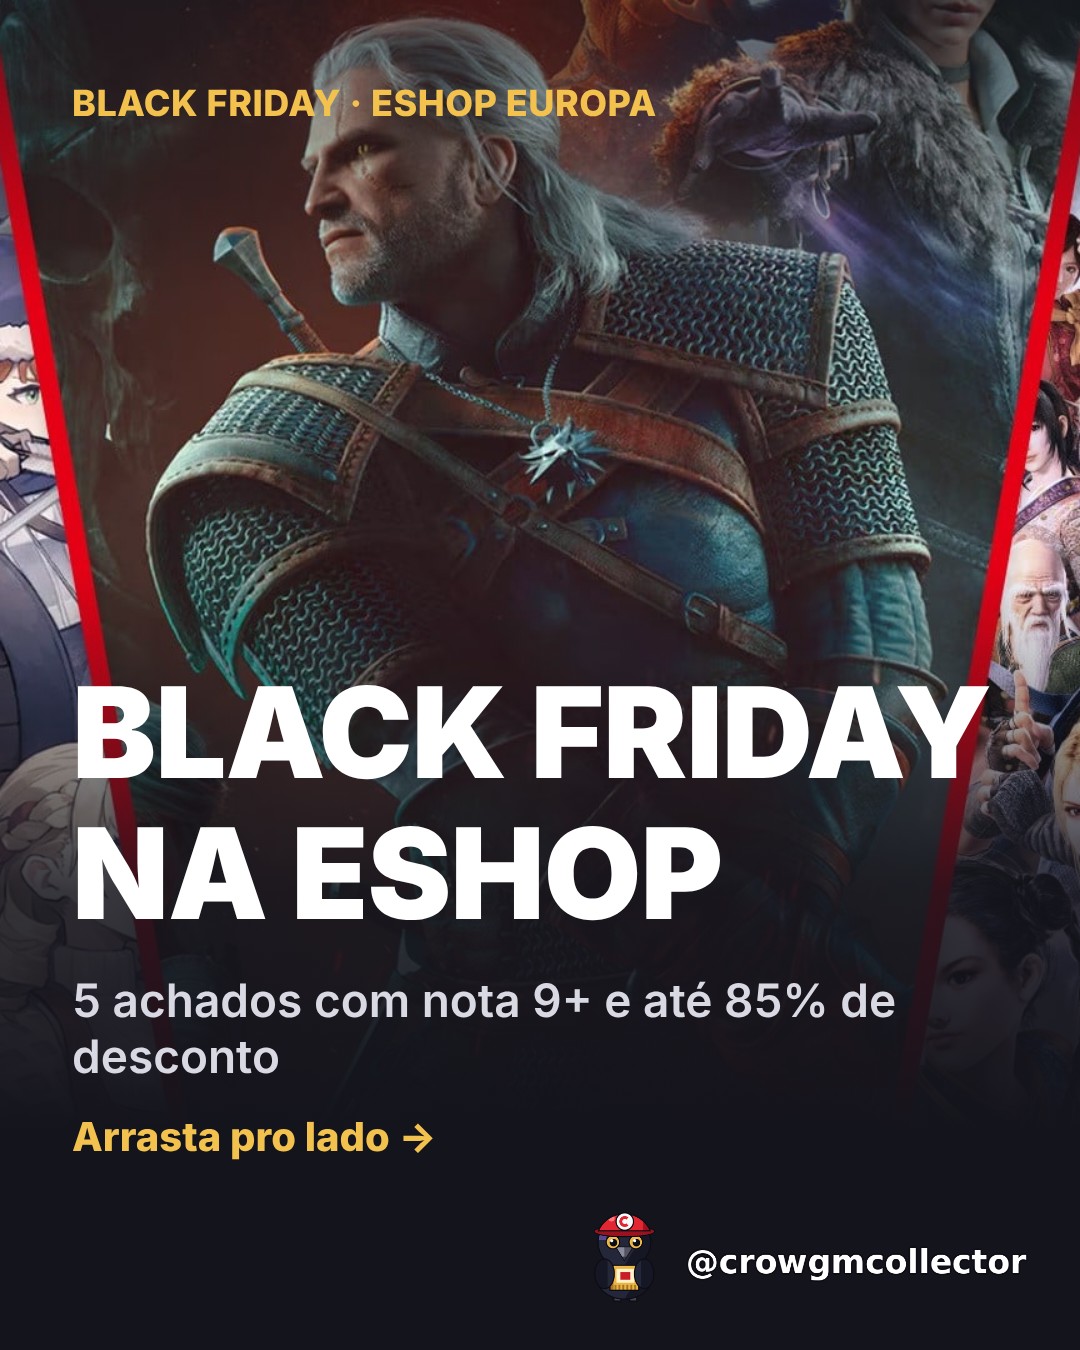 BLACK FRIDAY · ESHOP EUROPA
BLACK FRIDAY
NA ESHOP
5 achados com nota 9+ e até 85% de
desconto
Arrasta pro lado →
C
@crowgmcollector